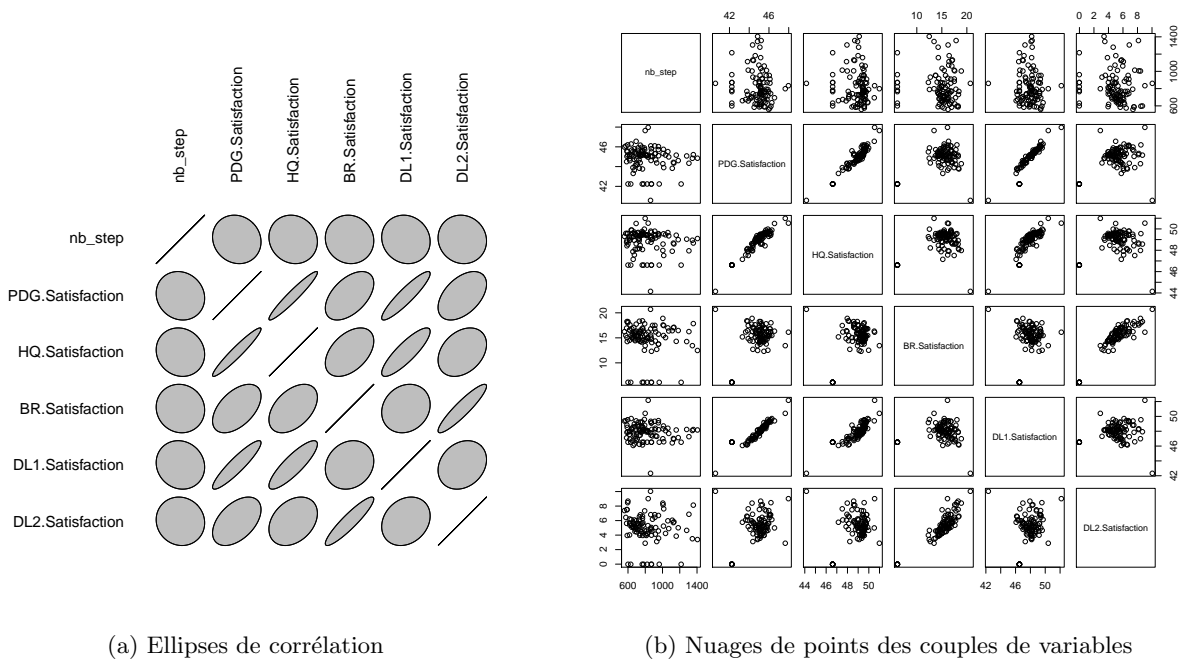 nb_step
PDG.Satisfaction
HQ.Satisfaction
BR.Satisfaction
DL1.Satisfaction
DL2.Satisfaction
nb_step
PDG.Satisfaction
HQ.Satisfaction
BR.Satisfaction
DL1.Satisfaction
DL2.Satisfaction
(a) Ellipses de corrélation
42 46
10 15 20
0 2 4 6 8
nb_step
600 1000 1400
42 46
PDG.Satisfaction
HQ.Satisfaction
44 46 48 50
10 15 20
BR.Satisfaction
DL1.Satisfaction
42 46 50
0 2 4 6 8
DL2.Satisfaction
600 1000 1400
44 46 48 50
42 46 50
(b) Nuages de points des couples de variables